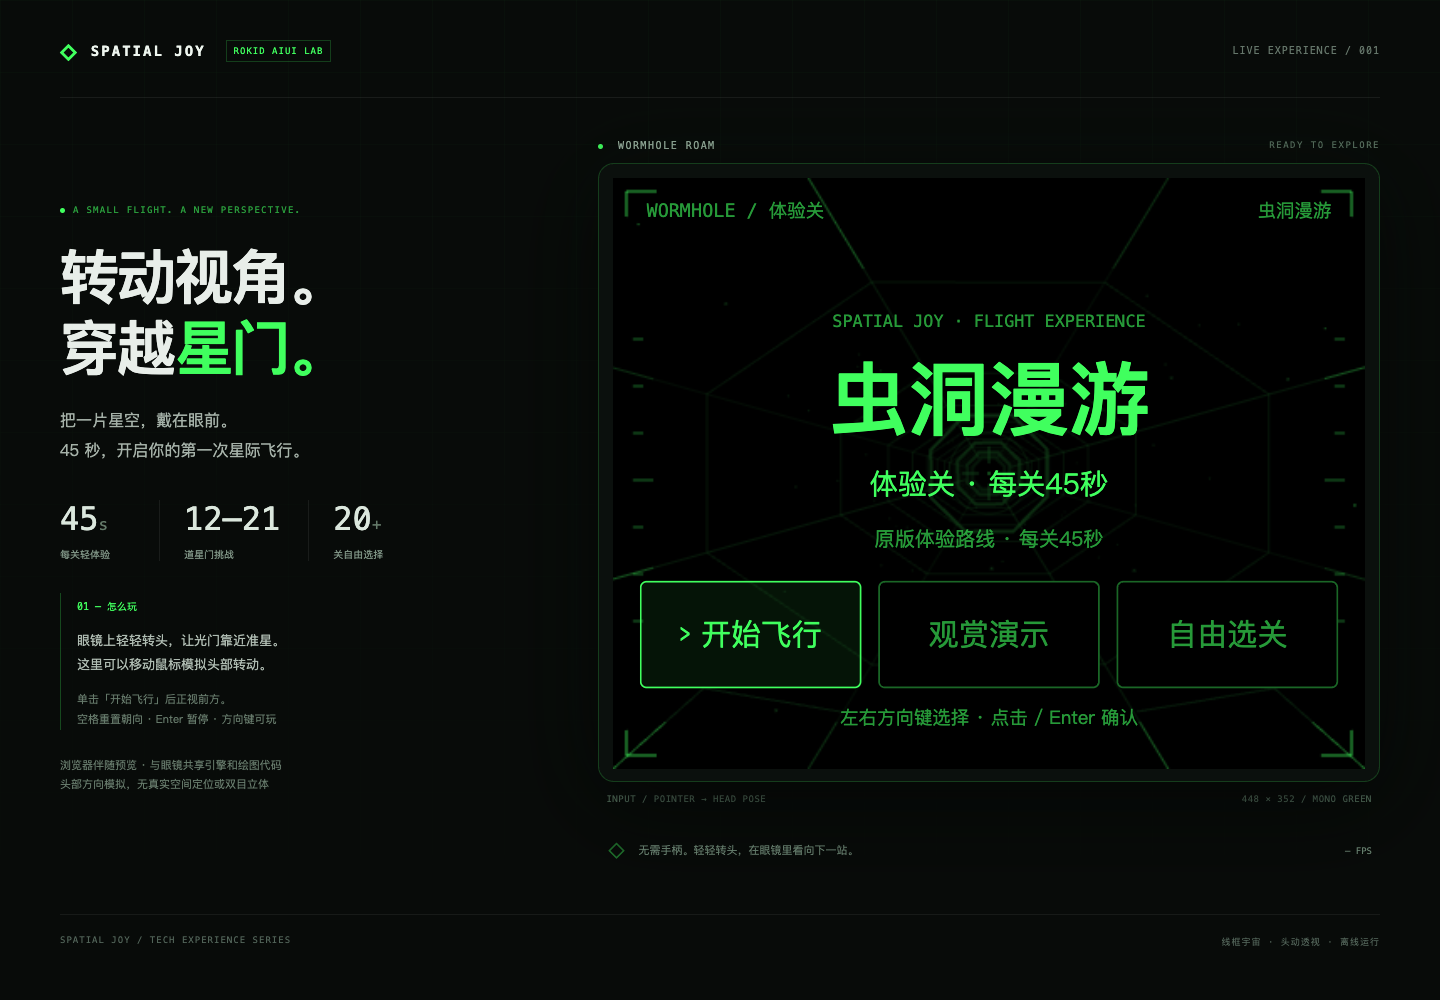 SPATIAL JOY
ROKID AIUI LAB
LIVE EXPERIENCE / 001
A SMALL FLIGHT. A NEW PERSPECTIVE.
转动视角。
穿越星门。
把一片星空，戴在眼前。
45 秒，开启你的第一次星际飞行。
45s
每关轻体验
12—21
道星门挑战
20+
关自由选择
01 — 怎么玩
眼镜上轻轻转头，让光门靠近准星。
这里可以移动鼠标模拟头部转动。
单击「开始飞行」后正视前方。
空格重置朝向 · Enter 暂停 · 方向键可玩
浏览器伴随预览 · 与眼镜共享引擎和绘图代码
头部方向模拟，无真实空间定位或双目立体
WORMHOLE ROAM
READY TO EXPLORE
WORMHOLE / 体验关
虫洞漫游
SPATIAL JOY · FLIGHT EXPERIENCE
虫洞漫游
体验关 · 每关45秒
原版体验路线 · 每关45秒
> 开始飞行
观赏演示
自由选关
左右方向键选择 · 点击 / Enter 确认
INPUT / POINTER → HEAD POSE
448 × 352 / MONO GREEN
无需手柄。轻轻转头，在眼镜里看向下一站。
— FPS
SPATIAL JOY / TECH EXPERIENCE SERIES
线框宇宙 · 头动透视 · 离线运行